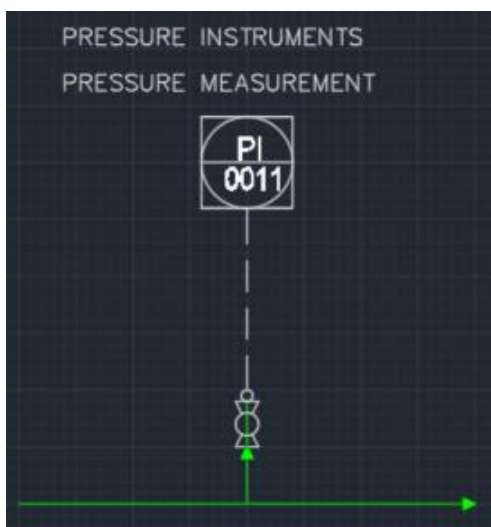 PRESSURE INSTRUMENTS
PRESSURE MEASUREMENT
PI
0011